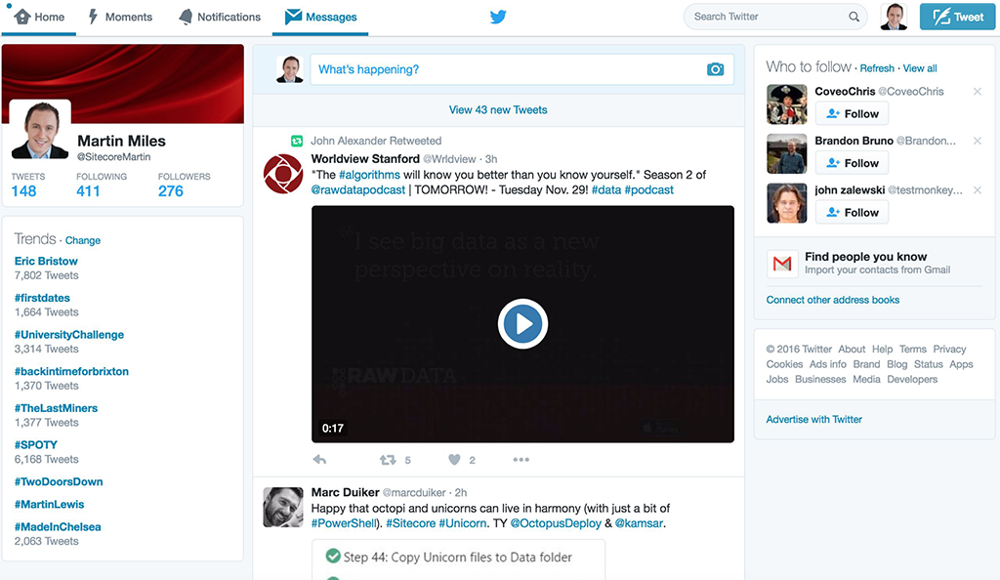 Home
Moments
Notifications
Messages
Search Twitter
Tweet
Martin Miles
@SitecoreMartin
TWEETS FOLLOWING FOLLOWERS
148 411 276
Trends · Change
Eric Bristow
7,802 Tweets
#firstdates
1,664 Tweets
#UniversityChallenge
3,314 Tweets
#backintimeforbrixton
1,370 Tweets
#TheLastMiners
1,377 Tweets
#SPOTY
6,168 Tweets
#TwoDoorsDown
#MartinLewis
#MadeInChelsea
2,063 Tweets
What's happening?
View 43 new Tweets
John Alexander Retweeted
Worldview Stanford @Wrldview · 3h
"The #algorithms will know you better than you know yourself." Season 2 of
@rawdatapodcast | TOMORROW! - Tuesday Nov. 29! #data #podcast
"I see big data as a new
perspective on reality.
RAWDATA
0:17
5 2
Marc Duiker @marcduiker · 2h
Happy that octopi and unicorns can live in harmony (with just a bit of
#PowerShell). #Sitecore #Unicorn. TY @OctopusDeploy & @kamsar.
Step 44: Copy Unicorn files to Data folder
Who to follow · Refresh · View all
CoveoChris @CoveoChris
Follow
Brandon Bruno @Brandon...
Follow
john zalewski @testmonkey...
Follow
Find people you know
Import your contacts from Gmail
Connect other address books
© 2016 Twitter About Help Terms Privacy
Cookies Ads info Brand Blog Status Apps
Jobs Businesses Media Developers
Advertise with Twitter